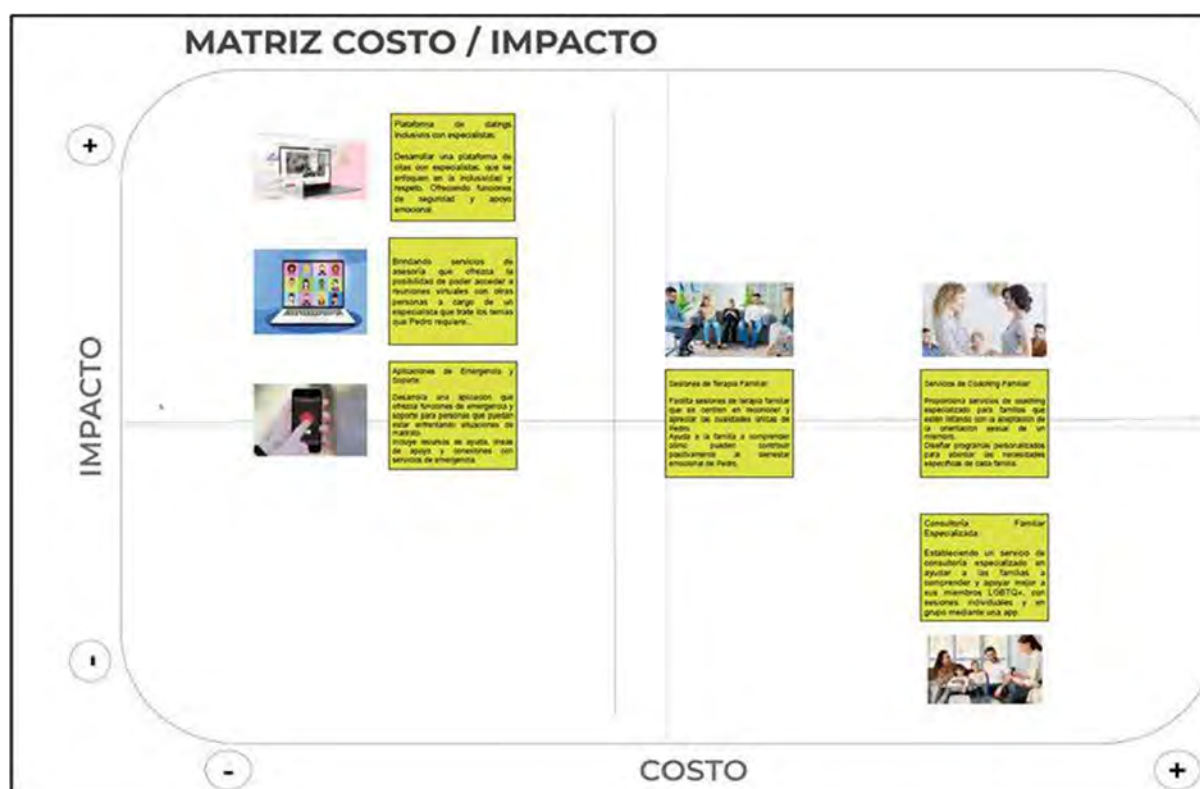 MATRIZ COSTO / IMPACTO
+
Plataforma de datings
inclusivos con especialistas:
Desarrollar una plataforma de
citas con especialistas, que se
enfoquen en la inclusividad y
respeto. Ofreciendo funciones
de seguridad y apoyo
emocional.
Brindando servicios de
asesoría que ofrezca la
posibilidad de poder acceder a
reuniones virtuales con otras
personas a cargo de un
especialista que trate los temas
que Pedro requiere...
Aplicaciones de Emergencia y
Soporte:
Desarrolla una aplicación que
ofrezca funciones de emergencia y
soporte para personas que puedan
estar enfrentando situaciones de
maltrato.
Incluye recursos de ayuda, líneas
de apoyo y conexiones con
servicios de emergencia.
Sesiones de Terapia Familiar:
Facilita sesiones de terapia familiar
que se centren en reconocer y
apreciar las cualidades únicas de
Pedro.
Ayuda a la familia a comprender
cómo pueden contribuir
positivamente al bienestar
emocional de Pedro.
Servicios de Coaching Familiar:
Proporciona servicios de coaching
especializado para familias que
estén lidiando con la aceptación de
la orientación sexual de un
miembro.
Diseñar programas personalizados
para abordar las necesidades
específicas de cada familia.
Consultoría Familiar
Especializada:
Estableciendo un servicio de
consultoría especializado en
ayudar a las familias a
comprender y apoyar mejor a
sus miembros LGBTQ+, con
sesiones individuales y en
grupo mediante una app.
IMPACTO
-
-
COSTO
+